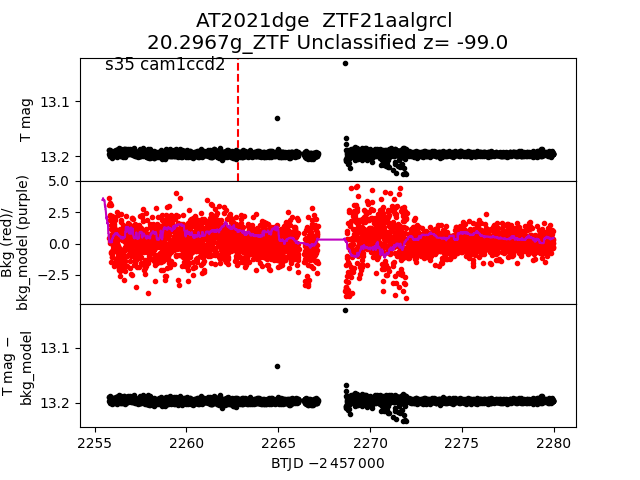 AT2021dge ZTF21aalgrcl
20.2967g_ZTF Unclassified z= -99.0
s35 cam1ccd2
T mag
13.1
13.2
Bkg (red)/
bkg_model (purple)
5.0
2.5
0.0
−2.5
T mag −
bkg_model
13.1
13.2
2255 2260 2265 2270 2275 2280
BTJD −2 457 000